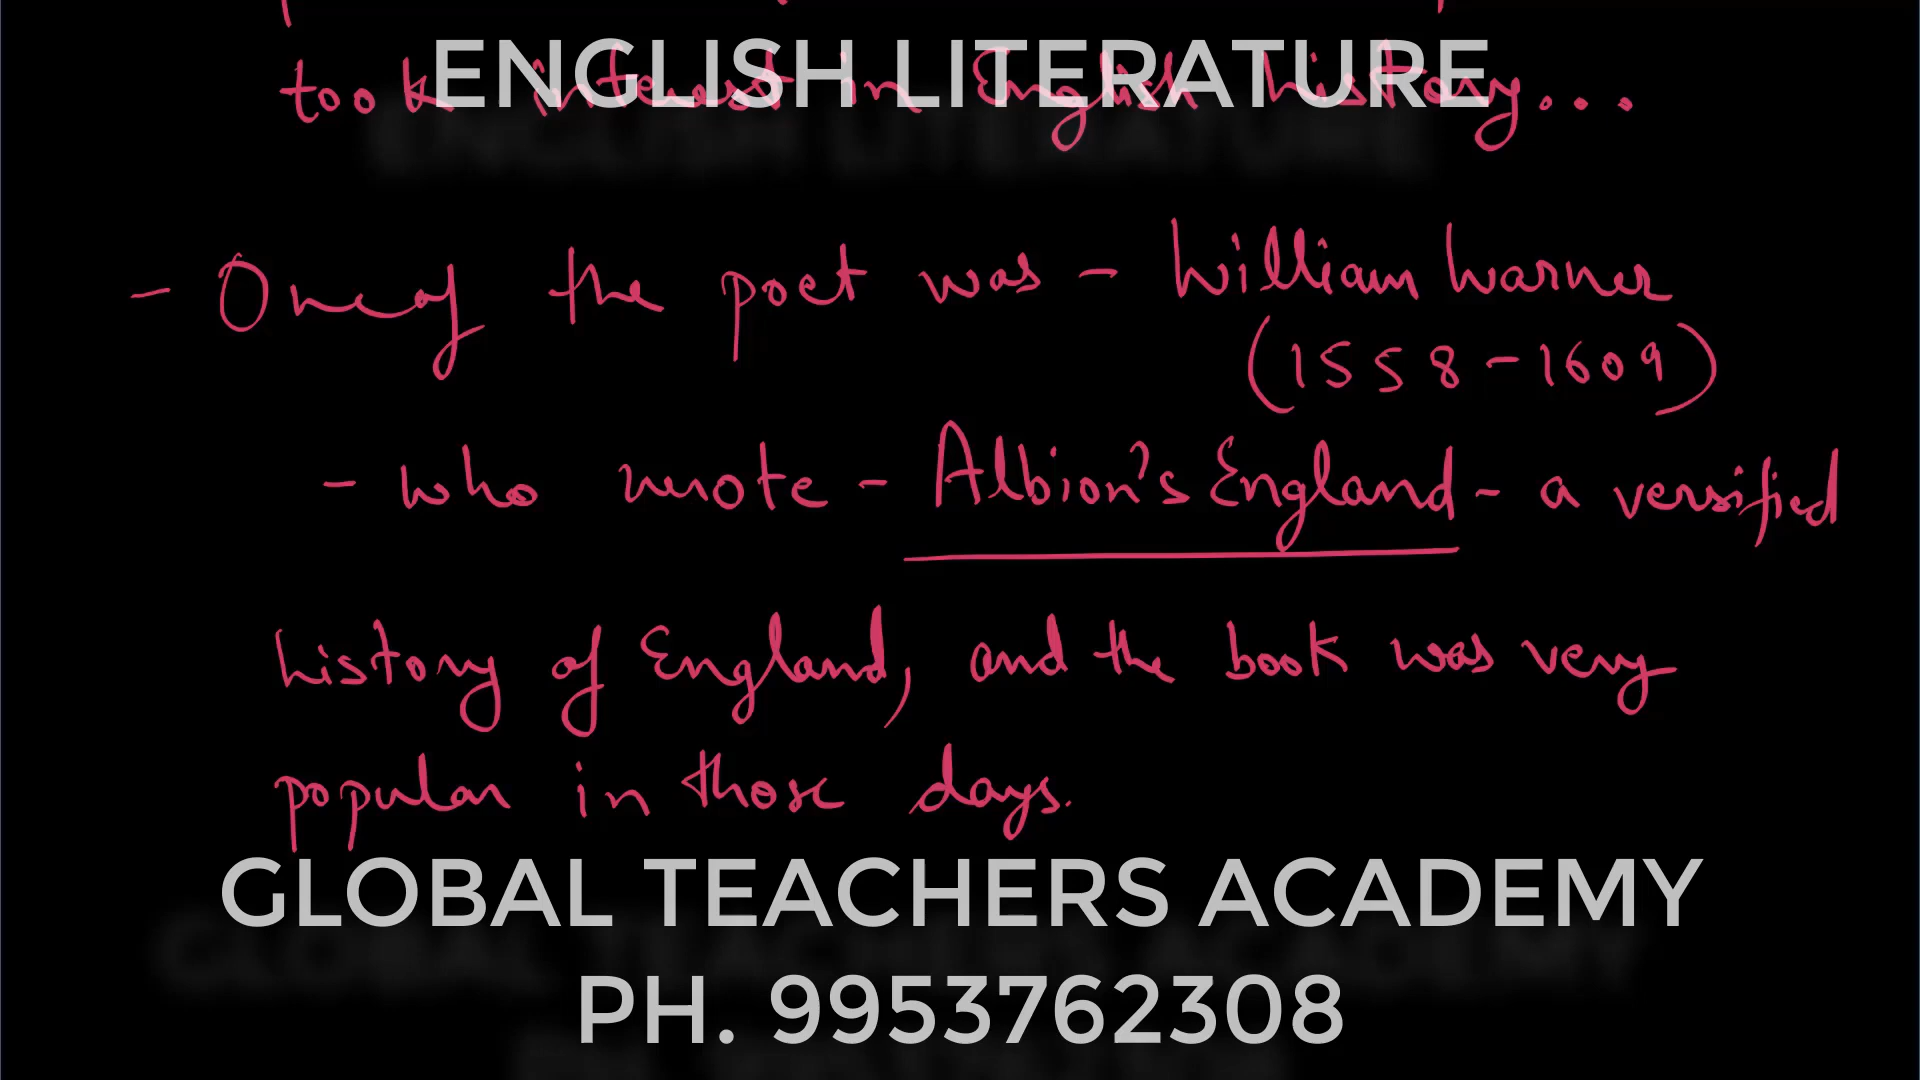 ENGLISH LITERATURE
took interest in English history...
- One of the poet was - William Warner
(1558-1609)
- who wrote - Albion's England - a versified
history of England, and the book was very
popular in those days.
GLOBAL TEACHERS ACADEMY
PH. 9953762308